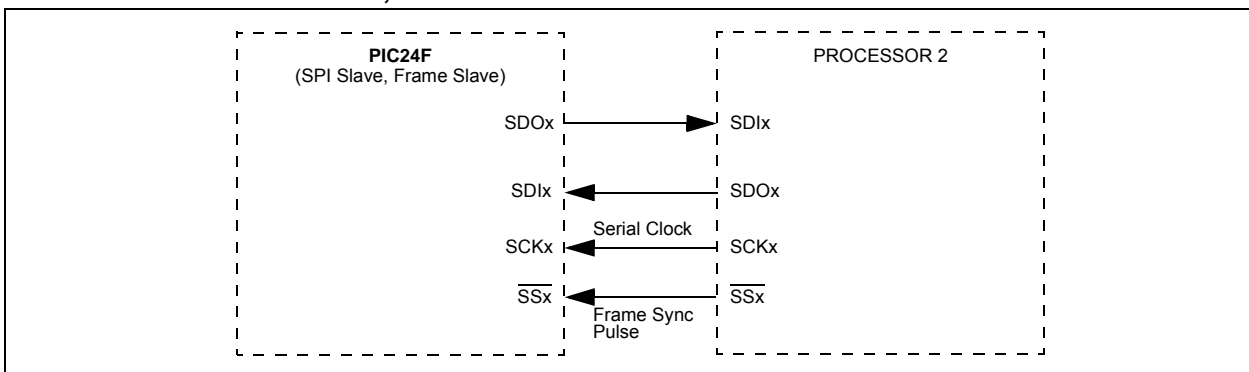 PIC24F
(SPI Slave, Frame Slave)
PROCESSOR 2
SDOx
SDIx
SDIx
SDOx
Serial Clock
SCKx
SCKx
SSx
SSx
Frame Sync
Pulse